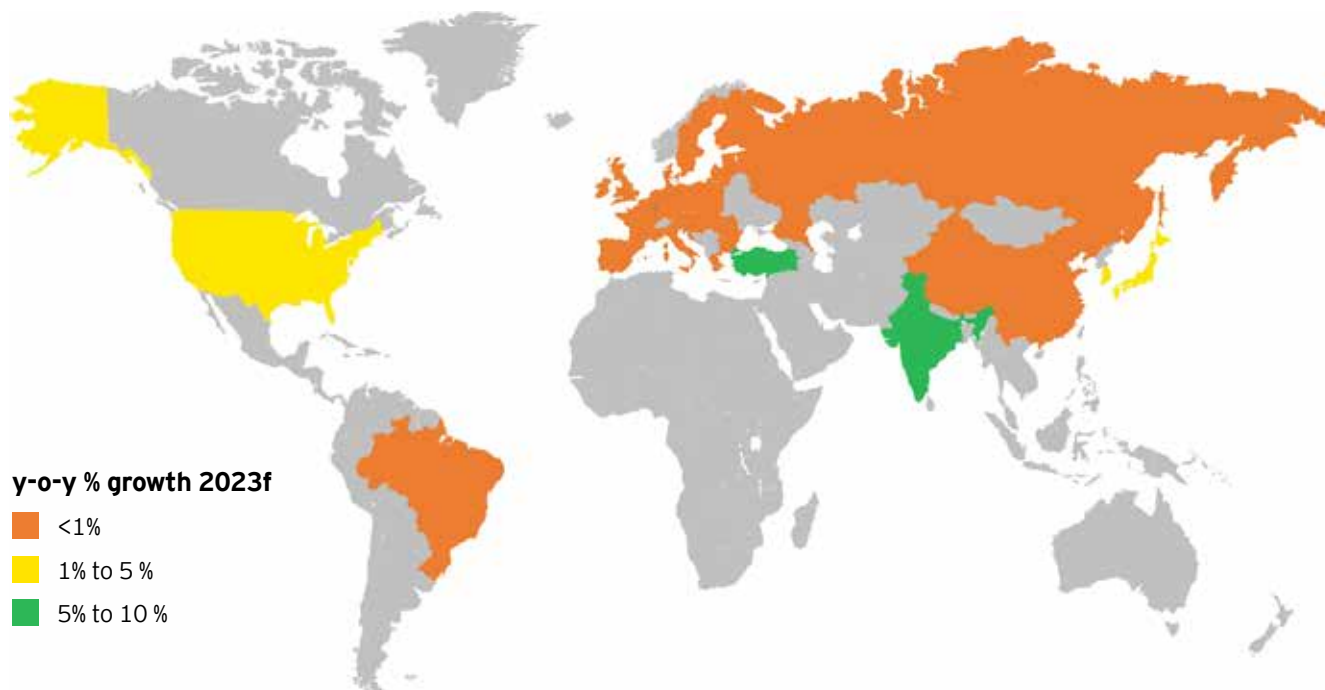 y-o-y % growth 2023f
<1%
1% to 5 %
5% to 10 %